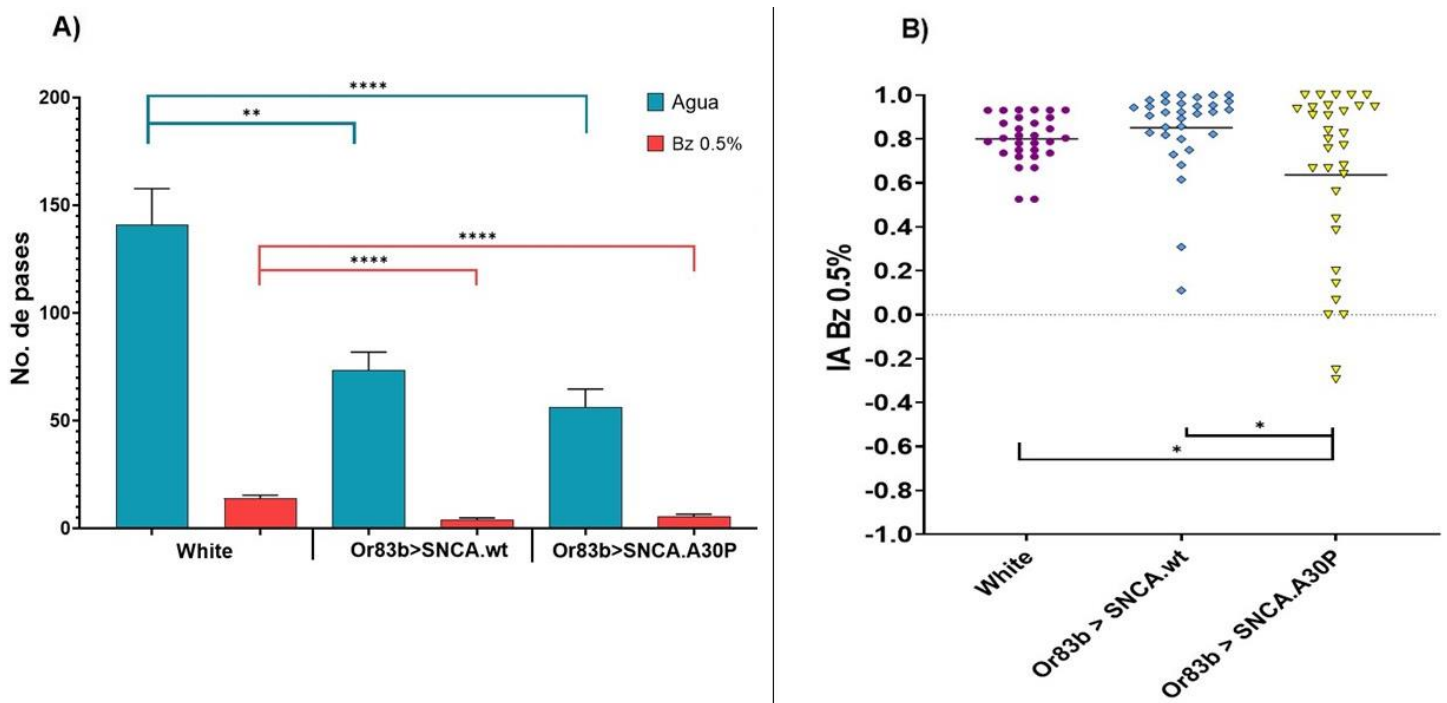 A)
****
**
Agua
Bz 0.5%
****
****
No. de pases
200
150
100
50
0
White
Or83b>SNCA.wt
Or83b>SNCA.A30P
B)
IA Bz 0.5%
1.0
0.8
0.6
0.4
0.2
0.0
-0.2
-0.4
-0.6
-0.8
-1.0
*
*
White
Or83b > SNCA.wt
Or83b > SNCA.A30P